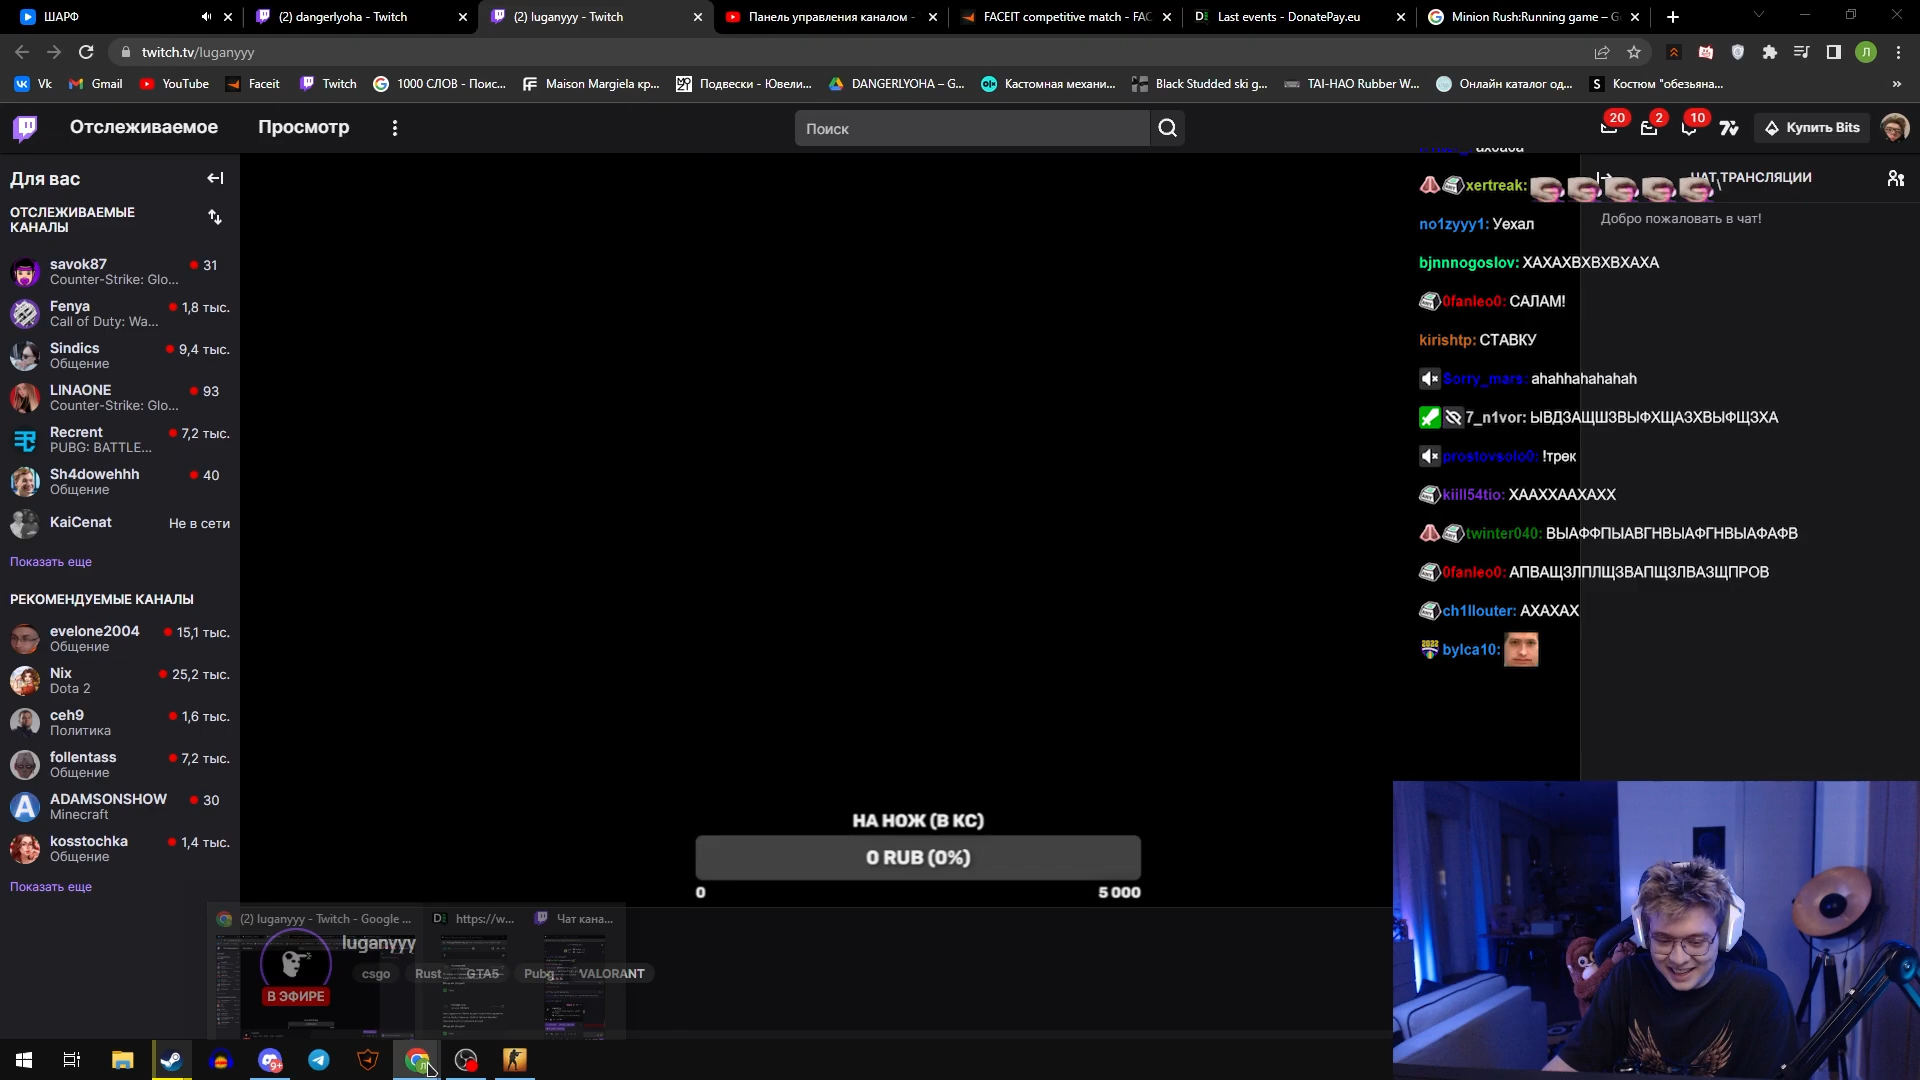 ШАРФ
(2) dangerlyoha - Twitch
(2) luganyyy - Twitch
Панель управления каналом -
FACEIT competitive match - FAC
Last events - DonatePay.eu
Minion Rush:Running game – G
twitch.tv/luganyyy
Vk
Gmail
YouTube
Faceit
Twitch
1000 СЛОВ - Поис...
Maison Margiela кр...
Подвески - Ювели...
DANGERLYOHA – G...
Кастомная механи...
Black Studded ski g...
TAI-HAO Rubber W...
Онлайн каталог од...
Костюм "обезьяна...
»
Отслеживаемое
Просмотр
Поиск
20
2
10
Купить Bits
Для вас
ОТСЛЕЖИВАЕМЫЕ
КАНАЛЫ
savok87
31
Counter-Strike: Glo...
Fenya
1,8 тыс.
Call of Duty: Wa...
Sindics
9,4 тыс.
Общение
LINAONE
93
Counter-Strike: Glo...
Recrent
7,2 тыс.
PUBG: BATTLE...
Sh4dowehhh
40
Общение
KaiCenat
Не в сети
Показать еще
РЕКОМЕНДУЕМЫЕ КАНАЛЫ
evelone2004
15,1 тыс.
Общение
Nix
25,2 тыс.
Dota 2
ceh9
1,6 тыс.
Политика
follentass
7,2 тыс.
Общение
ADAMSONSHOW
30
Minecraft
kosstochka
1,4 тыс.
Общение
Показать еще
ЧАТ ТРАНСЛЯЦИИ
Добро пожаловать в чат!
xertreak: \
no1zyyy1: Уехал
bjnnnogoslov: ХАХАХВХВХВХАХА
0fanleo0: САЛАМ!
kirishtp: СТАВКУ
Sorry_mars: ahahhahahahah
7_n1vor: ЫВДЗАЩШЗВЫФХЩАЗХВЫФЩЗХА
prostovsolo0: !трек
kiill54tio: ХААХХААХАХХ
twinter040: ВЫАФФПЫАВГНВЫАФГНВЫАФАФВ
0fanleo0: АПВАЩЗЛПЛЩЗВАПЩЗЛВАЗЩПРОВ
ch1llouter: АХАХАХ
bylca10:
НА НОЖ (В КС)
0 RUB (0%)
0
5 000
(2) luganyyy - Twitch - Google ...
https://w...
Чат кана...
luganyyy
csgo
Rust
GTA5
Pubg
VALORANT
В ЭФИРЕ
9+